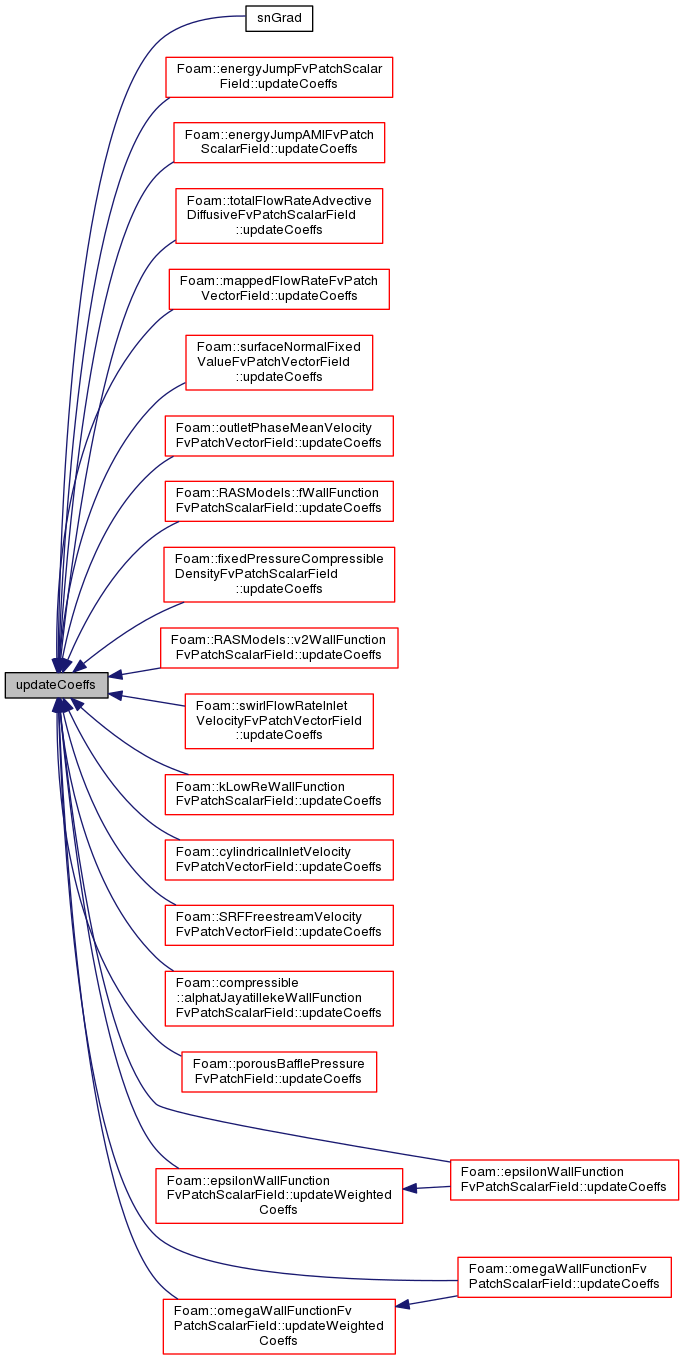 snGrad
Foam::energyJumpFvPatchScalar
Field::updateCoeffs
Foam::energyJumpAMIFvPatch
ScalarField::updateCoeffs
Foam::totalFlowRateAdvective
DiffusiveFvPatchScalarField
::updateCoeffs
Foam::mappedFlowRateFvPatch
VectorField::updateCoeffs
Foam::surfaceNormalFixed
ValueFvPatchVectorField
::updateCoeffs
Foam::outletPhaseMeanVelocity
FvPatchVectorField::updateCoeffs
Foam::RASModels::fWallFunction
FvPatchScalarField::updateCoeffs
Foam::fixedPressureCompressible
DensityFvPatchScalarField
::updateCoeffs
Foam::RASModels::v2WallFunction
FvPatchScalarField::updateCoeffs
updateCoeffs
Foam::swirlFlowRateInlet
VelocityFvPatchVectorField
::updateCoeffs
Foam::kLowReWallFunction
FvPatchScalarField::updateCoeffs
Foam::cylindricalInletVelocity
FvPatchVectorField::updateCoeffs
Foam::SRFFreestreamVelocity
FvPatchVectorField::updateCoeffs
Foam::compressible
::alphatJayatillekeWallFunction
FvPatchScalarField::updateCoeffs
Foam::porousBafflePressure
FvPatchField::updateCoeffs
Foam::epsilonWallFunction
FvPatchScalarField::updateCoeffs
Foam::epsilonWallFunction
FvPatchScalarField::updateWeighted
Coeffs
Foam::omegaWallFunctionFv
PatchScalarField::updateCoeffs
Foam::omegaWallFunctionFv
PatchScalarField::updateWeighted
Coeffs